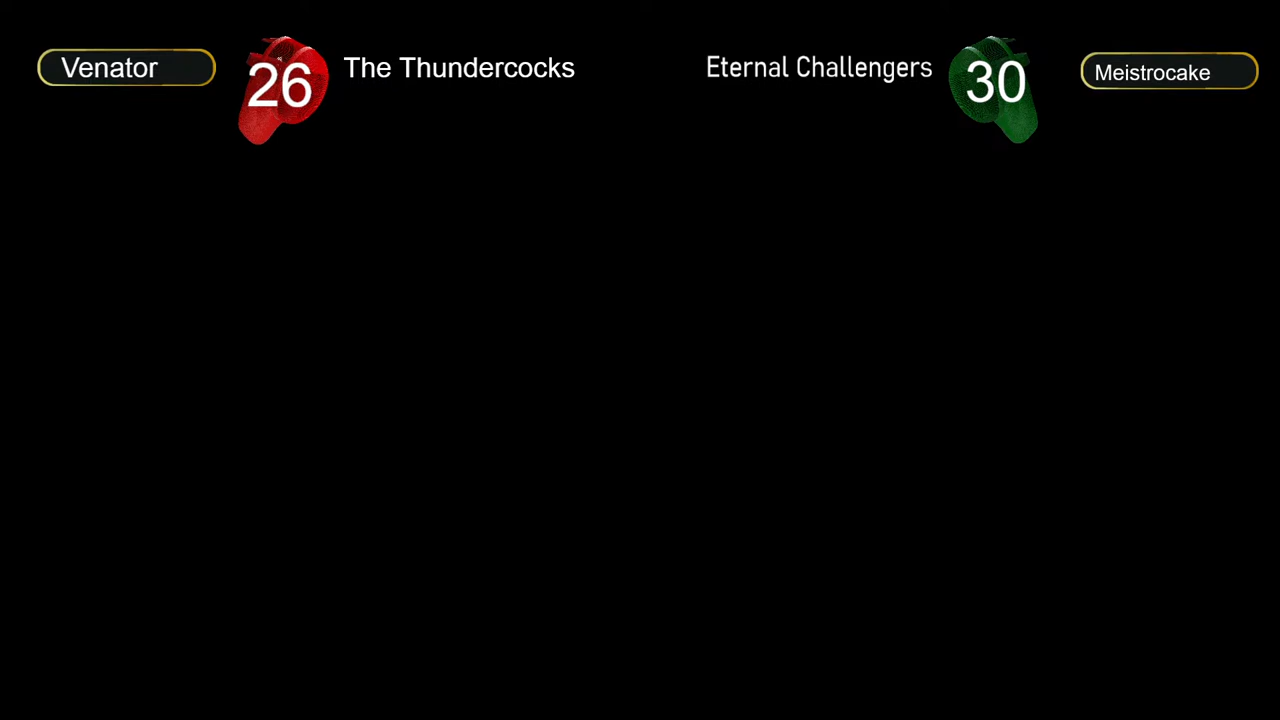 Venator
26
The Thundercocks
Eternal Challengers
30
Meistrocake